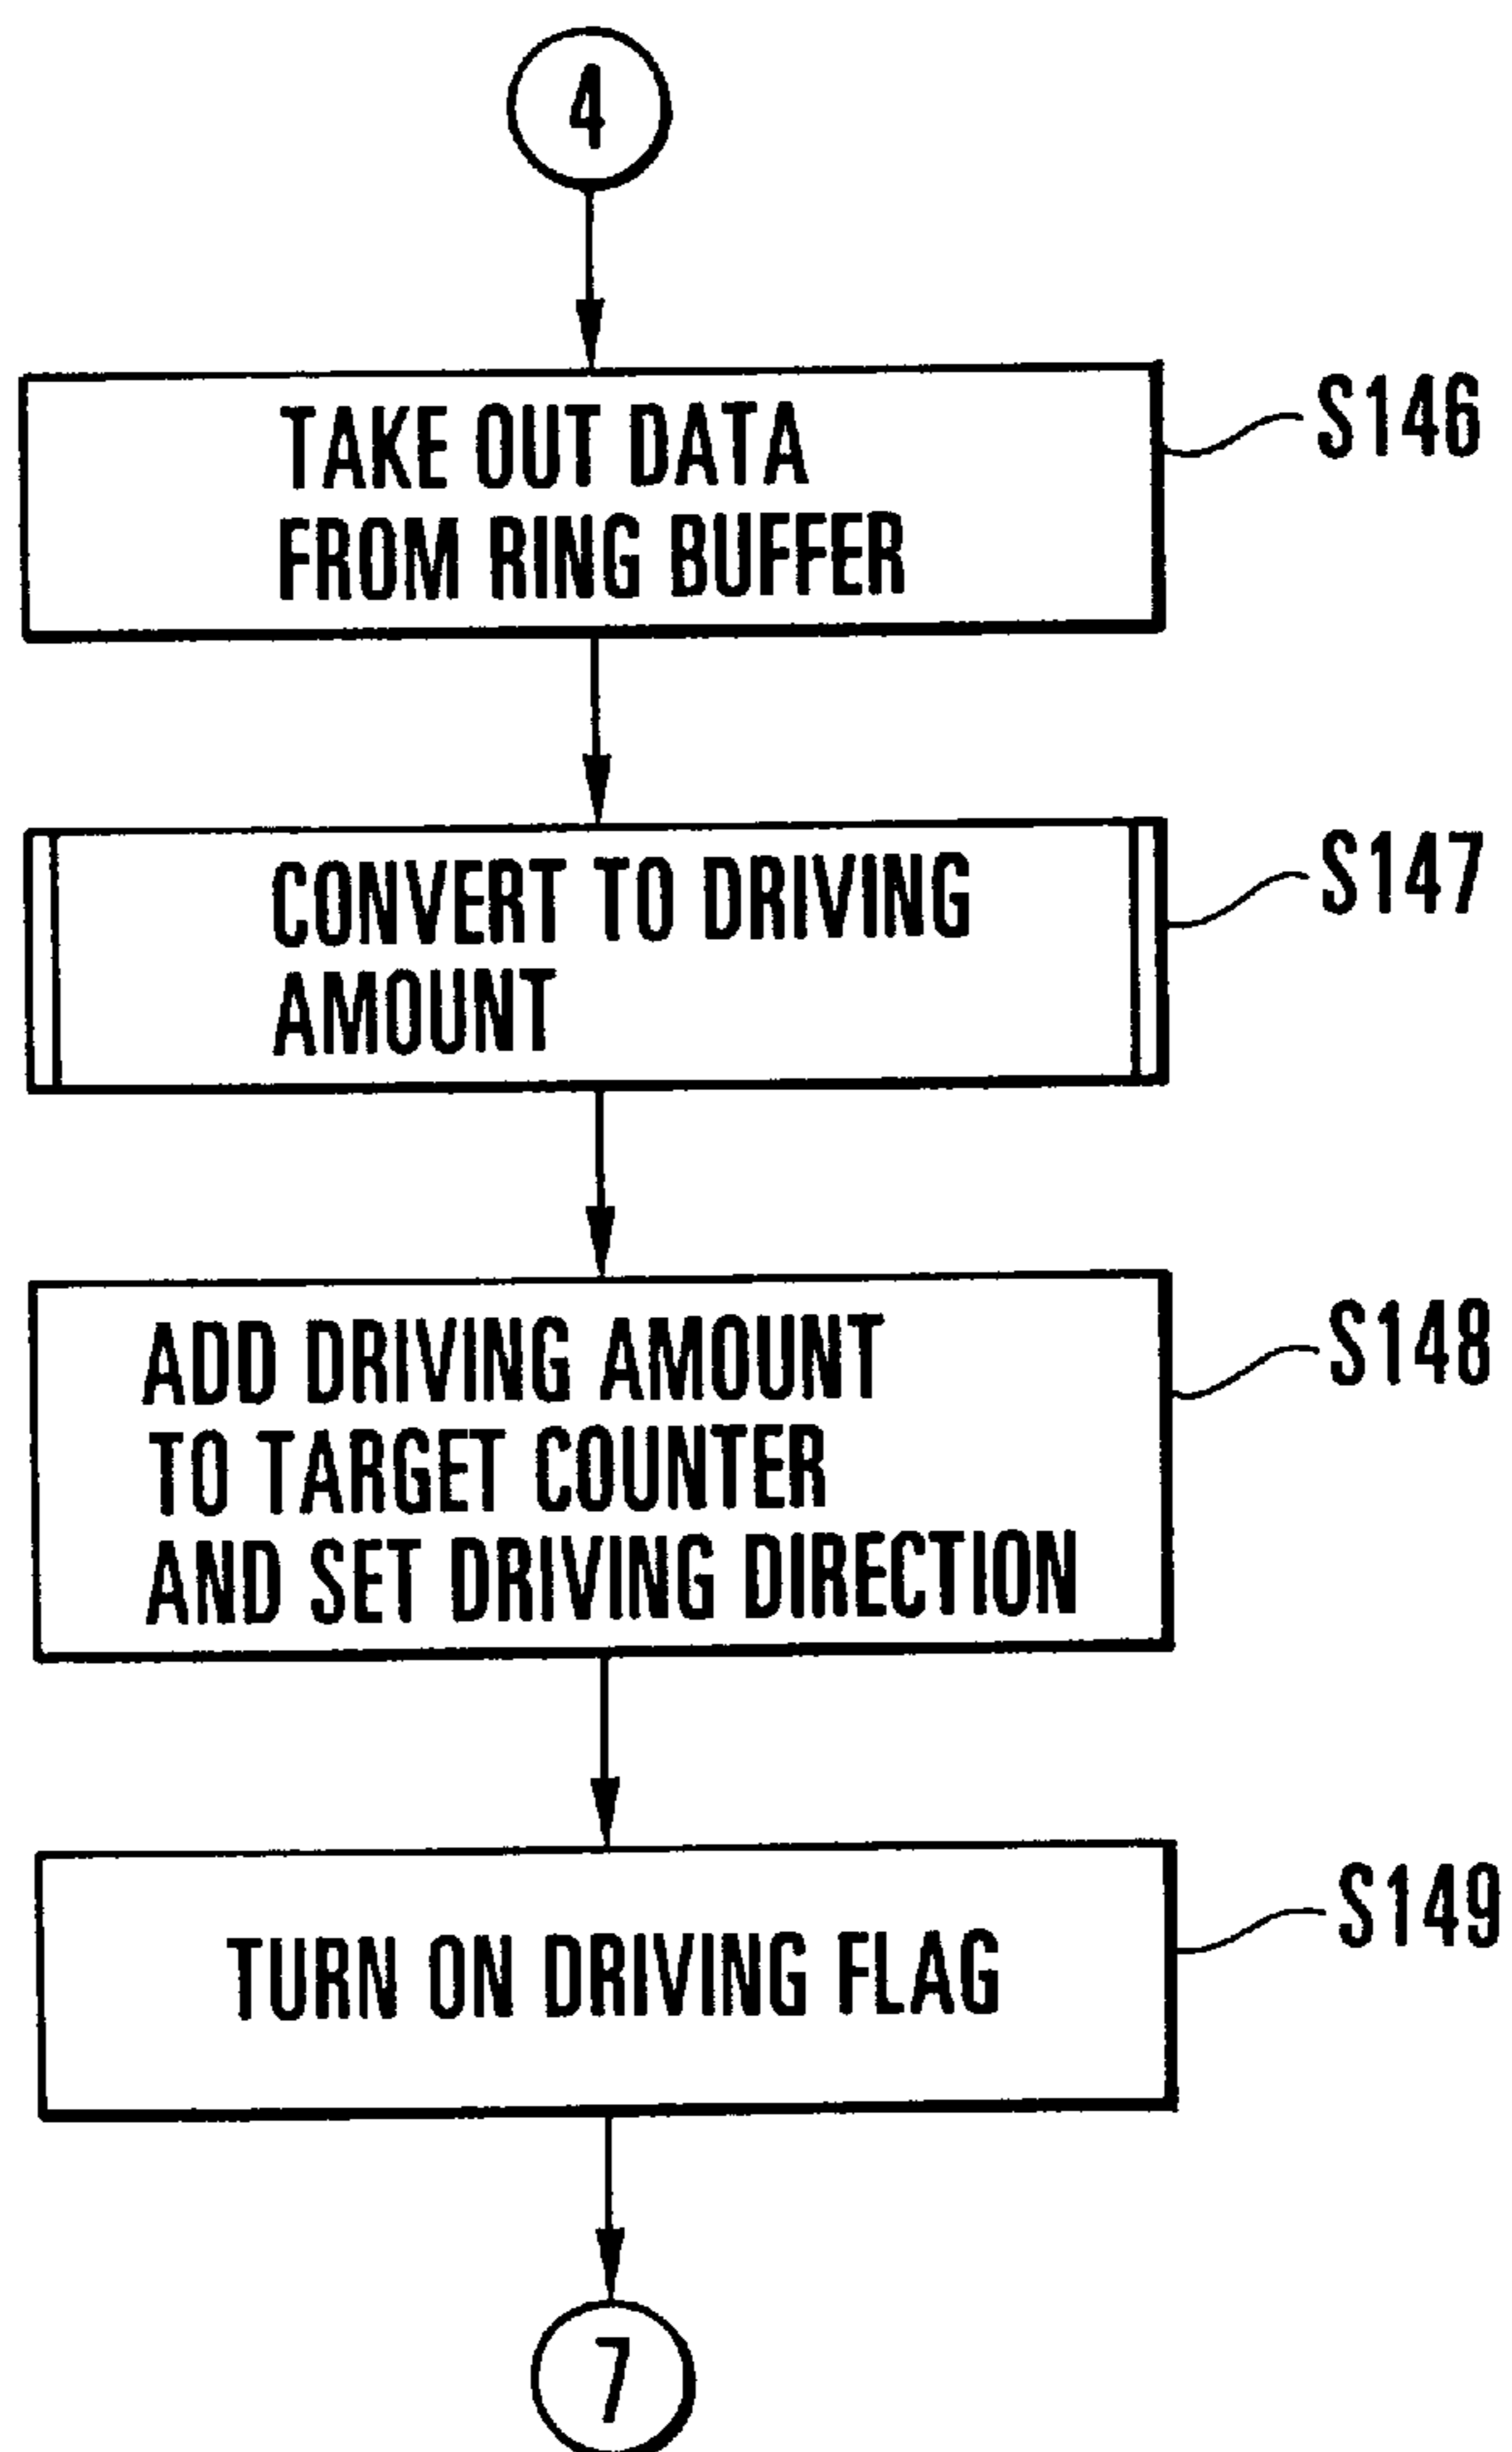 4
TAKE OUT DATA
FROM RING BUFFER
S146
CONVERT TO DRIVING
AMOUNT
S147
ADD DRIVING AMOUNT
TO TARGET COUNTER
AND SET DRIVING DIRECTION
S148
TURN ON DRIVING FLAG
S149
7